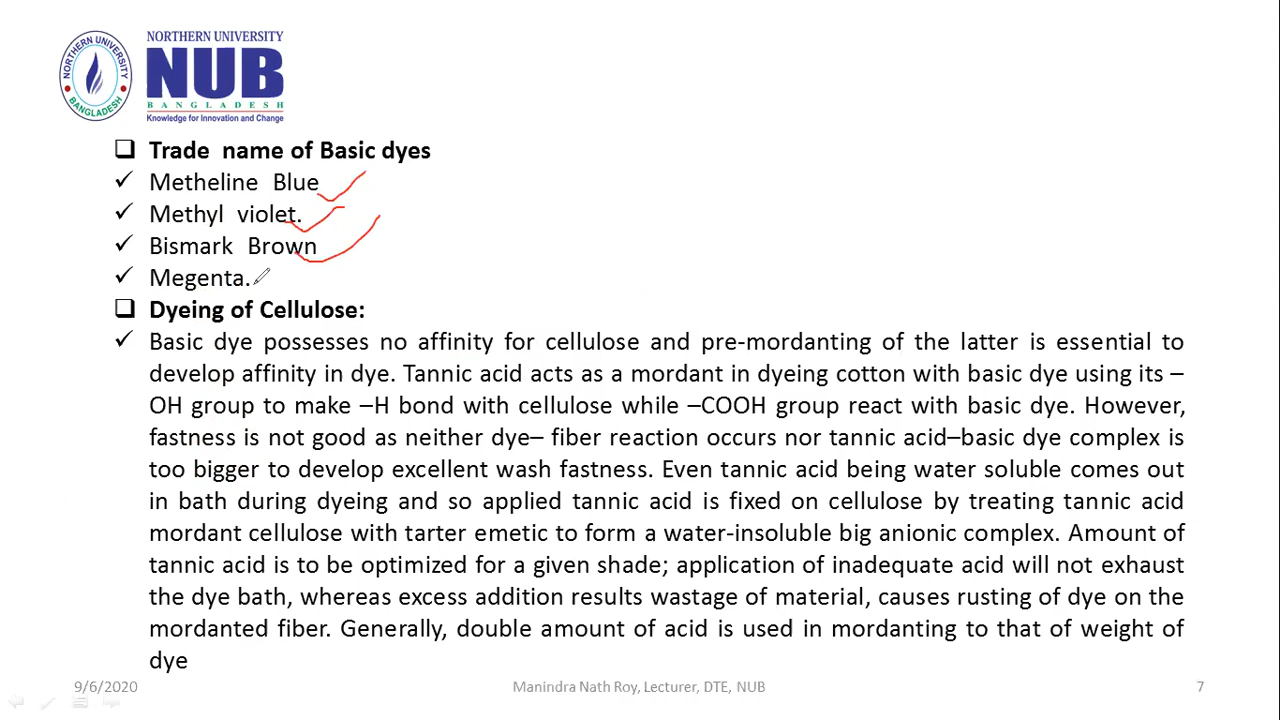 NORTHERN UNIVERSITY
BANGLADESH
NORTHERN UNIVERSITY
NUB
BANGLADESH
Knowledge for Innovation and Change
Trade name of Basic dyes
Metheline Blue
Methyl violet.
Bismark Brown
Megenta.
Dyeing of Cellulose:
Basic dye possesses no affinity for cellulose and pre-mordanting of the latter is essential to
develop affinity in dye. Tannic acid acts as a mordant in dyeing cotton with basic dye using its –
OH group to make –H bond with cellulose while –COOH group react with basic dye. However,
fastness is not good as neither dye– fiber reaction occurs nor tannic acid–basic dye complex is
too bigger to develop excellent wash fastness. Even tannic acid being water soluble comes out
in bath during dyeing and so applied tannic acid is fixed on cellulose by treating tannic acid
mordant cellulose with tarter emetic to form a water-insoluble big anionic complex. Amount of
tannic acid is to be optimized for a given shade; application of inadequate acid will not exhaust
the dye bath, whereas excess addition results wastage of material, causes rusting of dye on the
mordanted fiber. Generally, double amount of acid is used in mordanting to that of weight of
dye
9/6/2020
Manindra Nath Roy, Lecturer, DTE, NUB
7